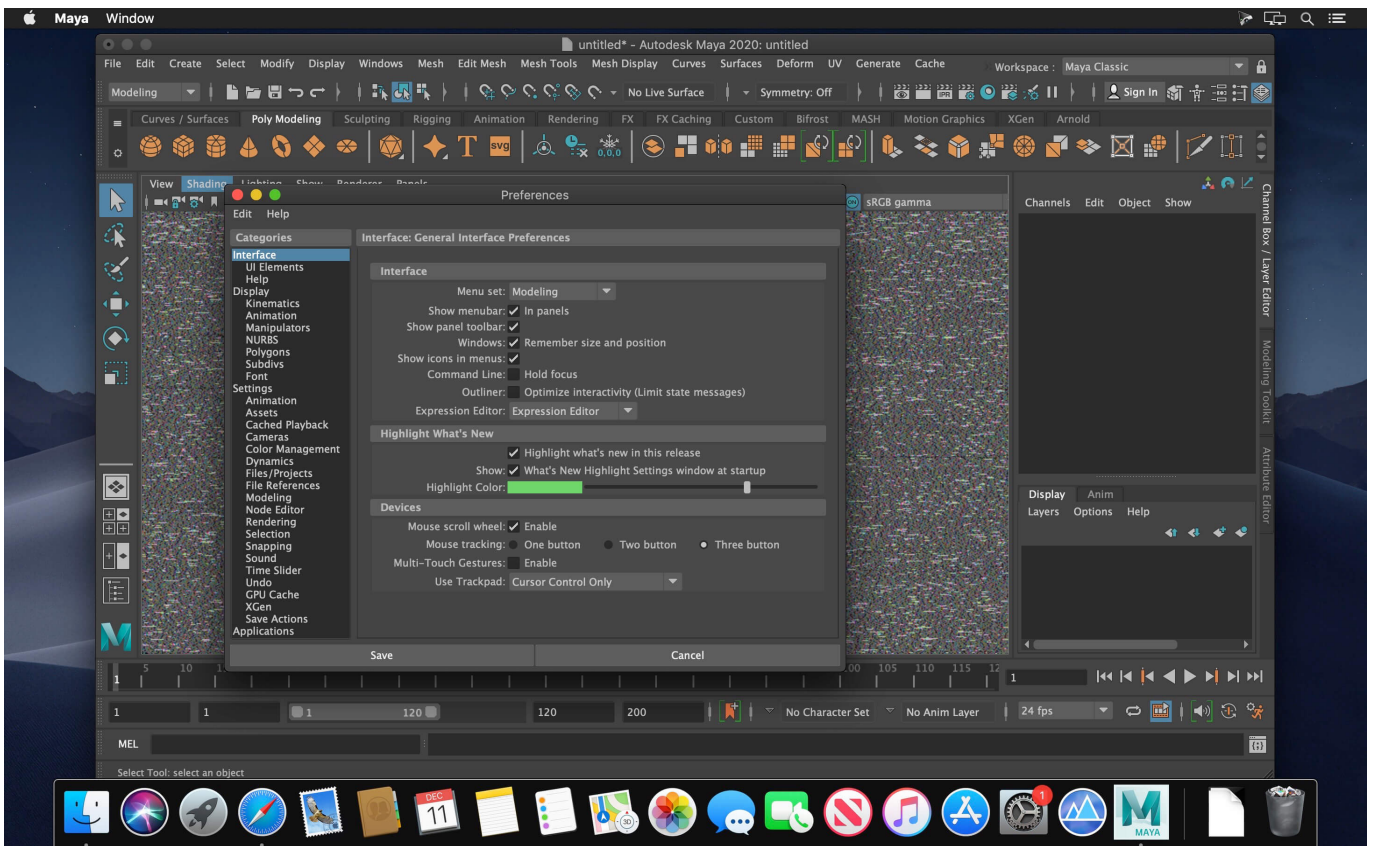 Maya Window
untitled* - Autodesk Maya 2020: untitled
File Edit Create Select Modify Display Windows Mesh Edit Mesh Mesh Tools Mesh Display Curves Surfaces Deform UV Generate Cache Workspace : Maya Classic
Modeling No Live Surface Symmetry: Off Sign In
Curves / Surfaces Poly Modeling Sculpting Rigging Animation Rendering FX FX Caching Custom Bifrost MASH Motion Graphics XGen Arnold
T svg 0,0,0
View Shading Lighting Show Renderer Panels
sRGB gamma
Channels Edit Object Show
Channel Box / Layer Editor
Modeling Toolkit
Attribute Editor
Preferences
Edit Help
Categories
Interface
UI Elements
Help
Display
Kinematics
Animation
Manipulators
NURBS
Polygons
Subdivs
Font
Settings
Animation
Assets
Cached Playback
Cameras
Color Management
Dynamics
Files/Projects
File References
Modeling
Node Editor
Rendering
Selection
Snapping
Sound
Time Slider
Undo
GPU Cache
XGen
Save Actions
Applications
Interface: General Interface Preferences
Interface
Menu set: Modeling
Show menubar: In panels
Show panel toolbar:
Windows: Remember size and position
Show icons in menus:
Command Line: Hold focus
Outliner: Optimize interactivity (Limit state messages)
Expression Editor: Expression Editor
Highlight What's New
Highlight what's new in this release
Show: What's New Highlight Settings window at startup
Highlight Color:
Devices
Mouse scroll wheel: Enable
Mouse tracking: One button Two button Three button
Multi-Touch Gestures: Enable
Use Trackpad: Cursor Control Only
Save Cancel
Display Anim
Layers Options Help
5 10 105 110 115 12
1 1
1 1 1 120 120 200 No Character Set No Anim Layer 24 fps
MEL
Select Tool: select an object
DEC
11
3D
1
MAYA